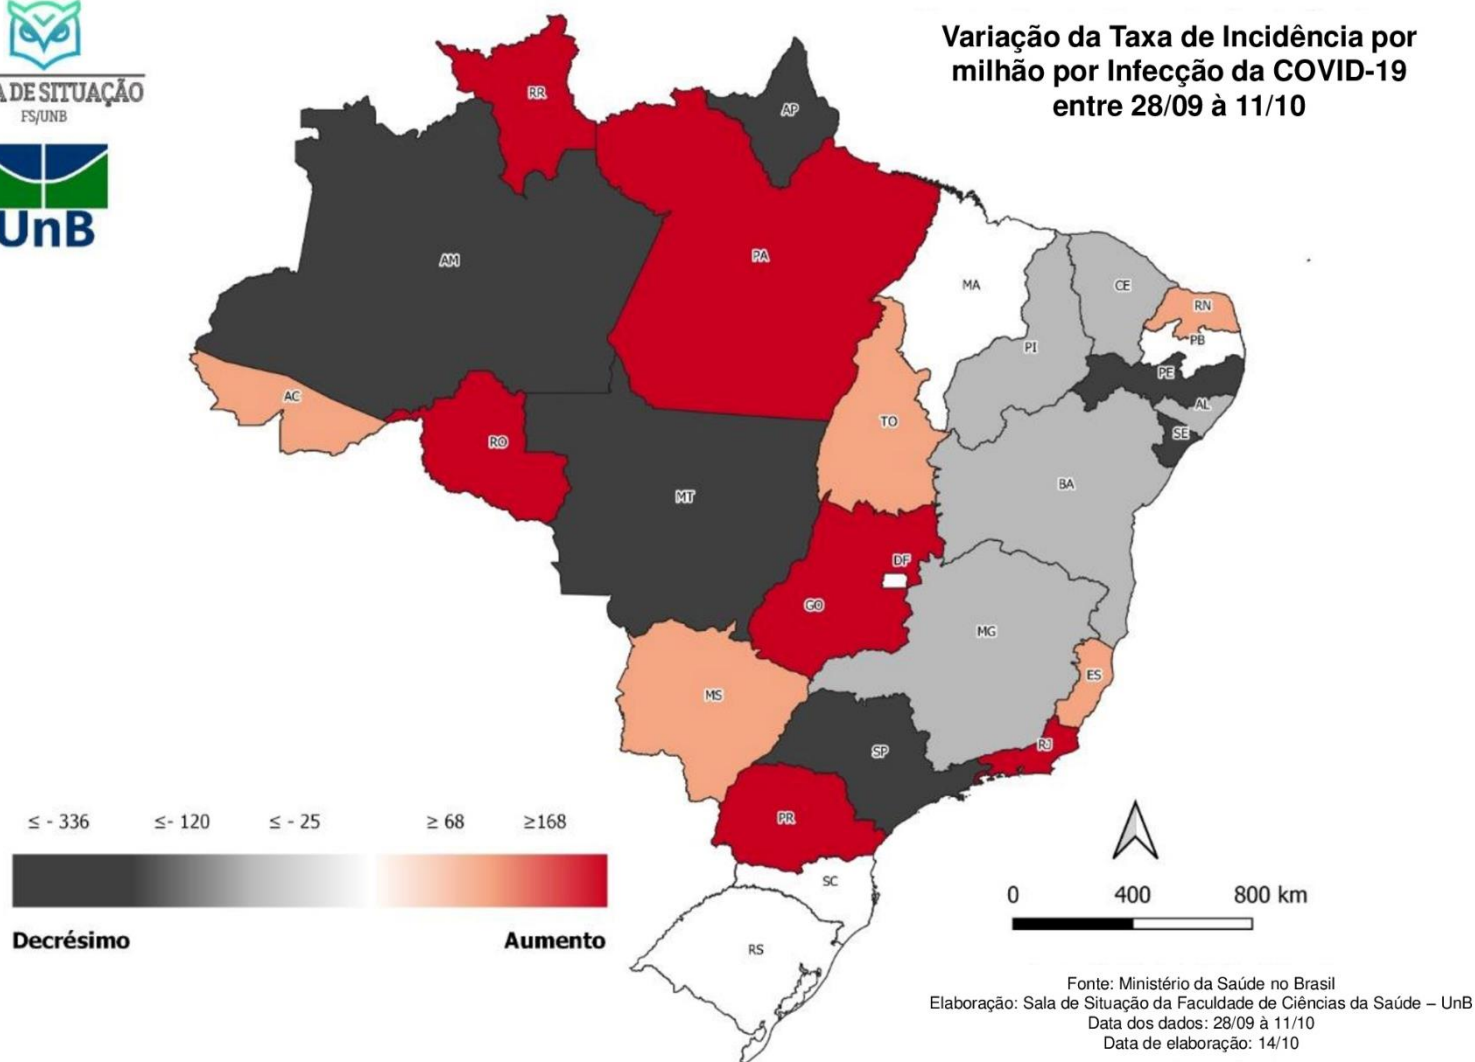 A DE SITUAÇÃO
FS/UNB
UnB
Variação da Taxa de Incidência por
milhão por Infecção da COVID-19
entre 28/09 à 11/10
RR
AP
AM
PA
MA
CE
RN
PI
PB
PE
AC
AL
TO
SE
RO
BA
MT
DF
GO
MG
ES
MS
RJ
SP
PR
SC
RS
≤ - 336 ≤- 120 ≤ - 25 ≥ 68 ≥168
Decrésimo Aumento
0 400 800 km
Fonte: Ministério da Saúde no Brasil
Elaboração: Sala de Situação da Faculdade de Ciências da Saúde – UnB
Data dos dados: 28/09 à 11/10
Data de elaboração: 14/10